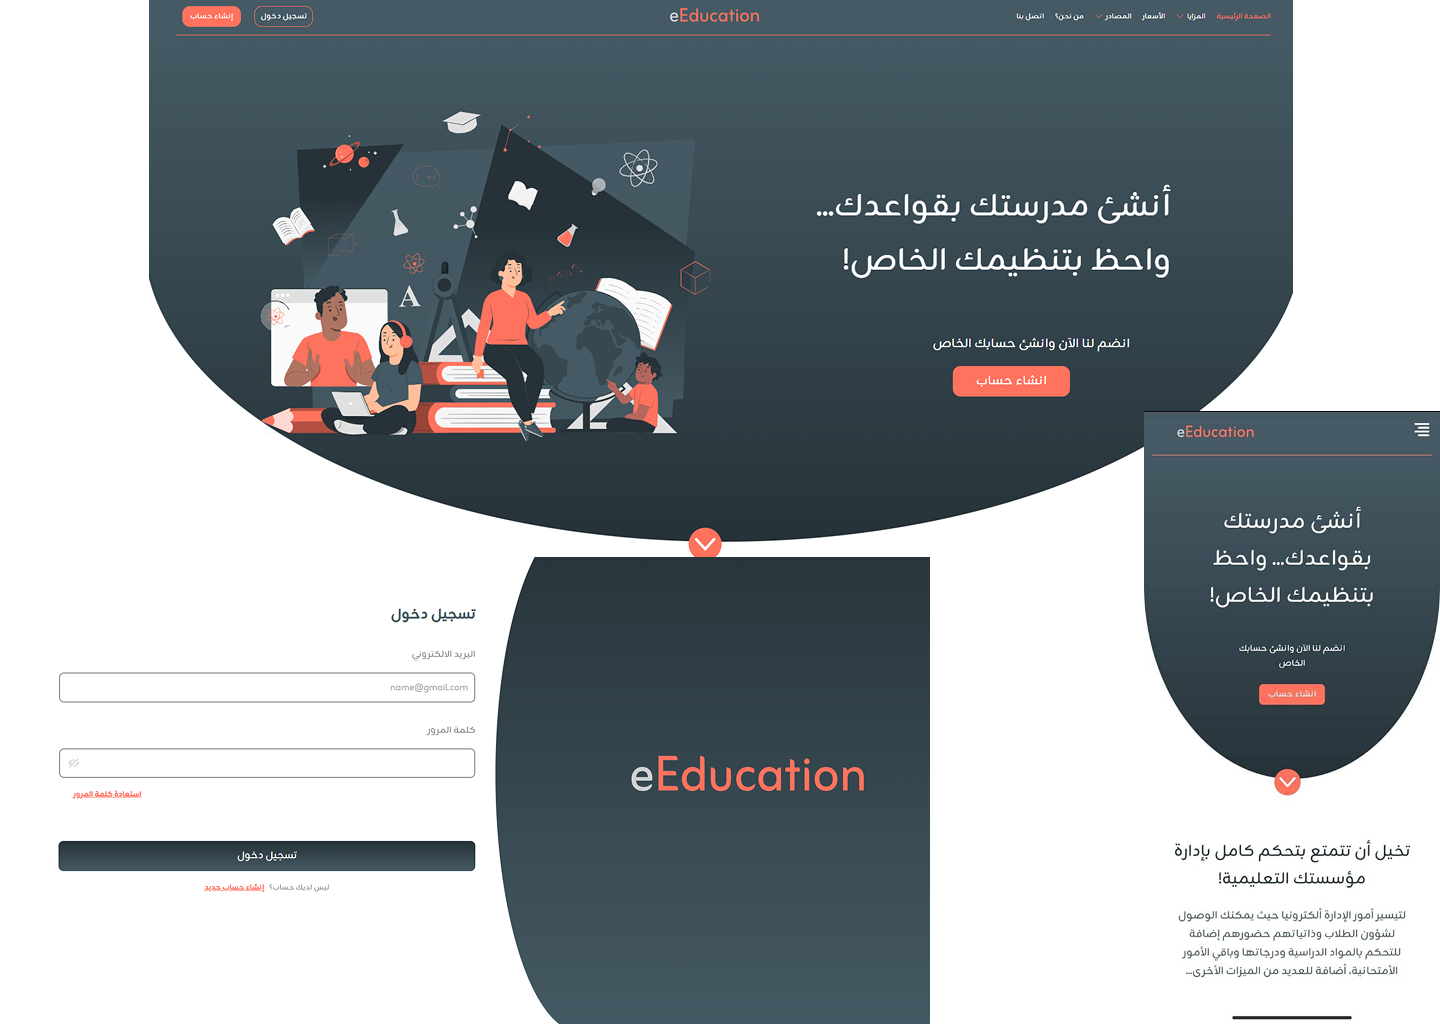 الصفحة الرئيسية
المزايا
المصادر
الأسعار
من نحن؟
اتصل بنا
eEducation
تسجيل دخول
إنشاء حساب
أنشئ مدرستك بقواعدك...
واحظ بتنظيمك الخاص!
انضم لنا الآن وانشئ حسابك الخاص
انشاء حساب
A
eEducation
أنشئ مدرستك
بقواعدك... واحظ
بتنظيمك الخاص!
انضم لنا الآن وانشئ حسابك
الخاص
انشاء حساب
تخيل أن تتمتع بتحكم كامل بإدارة
مؤسستك التعليمية!
لتيسير أمور الإدارة ألكترونيا حيث يمكنك الوصول
لشؤون الطلاب وذاتياتهم حضورهم إضافة
للتحكم بالمواد الدراسية ودرجاتها وباقي الأمور
الأمتحانية، أضافة للعديد من الميزات الأخرى...
تسجيل دخول
البريد الالكتروني
name@gmail.com
كلمة المرور
استعادة كلمة المرور
تسجيل دخول
ليس لديك حساب؟ إنشاء حساب جديد
eEducation